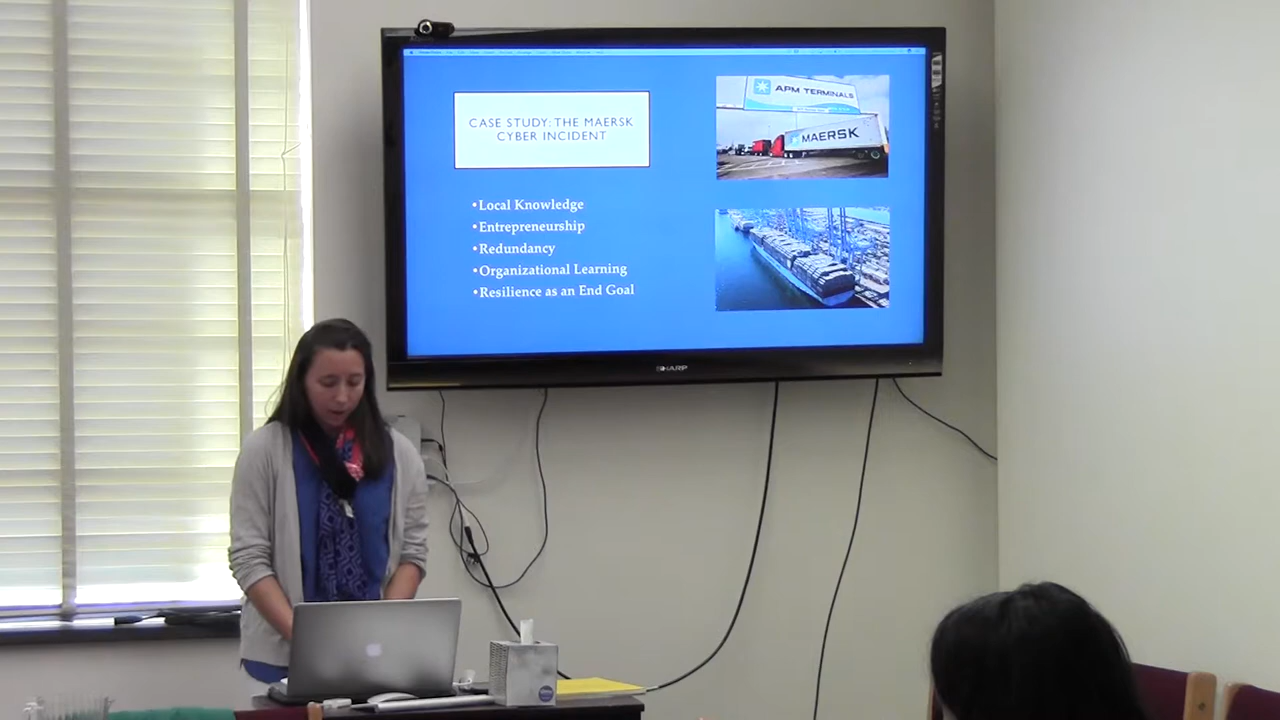 CASE STUDY: THE MAERSK
CYBER INCIDENT
•Local Knowledge
•Entrepreneurship
•Redundancy
•Organizational Learning
•Resilience as an End Goal
APM TERMINALS
MAERSK
SHARP